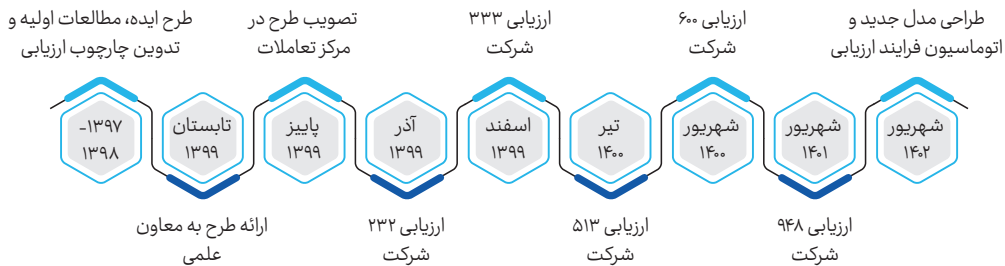 طرح ایده، مطالعات اولیه و
تدوین چارچوب ارزیابی
۱۳۹۷-
۱۳۹۸
تابستان
۱۳۹۹
ارائه طرح به معاون
علمی
تصویب طرح در
مرکز تعاملات
پاییز
۱۳۹۹
آذر
۱۳۹۹
ارزیابی ۲۳۲
شرکت
ارزیابی ۳۳۳
شرکت
اسفند
۱۳۹۹
تیر
۱۴۰۰
ارزیابی ۵۱۳
شرکت
ارزیابی ۶۰۰
شرکت
شهریور
۱۴۰۰
شهریور
۱۴۰۱
ارزیابی ۹۴۸
شرکت
طراحی مدل جدید و
اتوماسیون فرایند ارزیابی
شهریور
۱۴۰۲